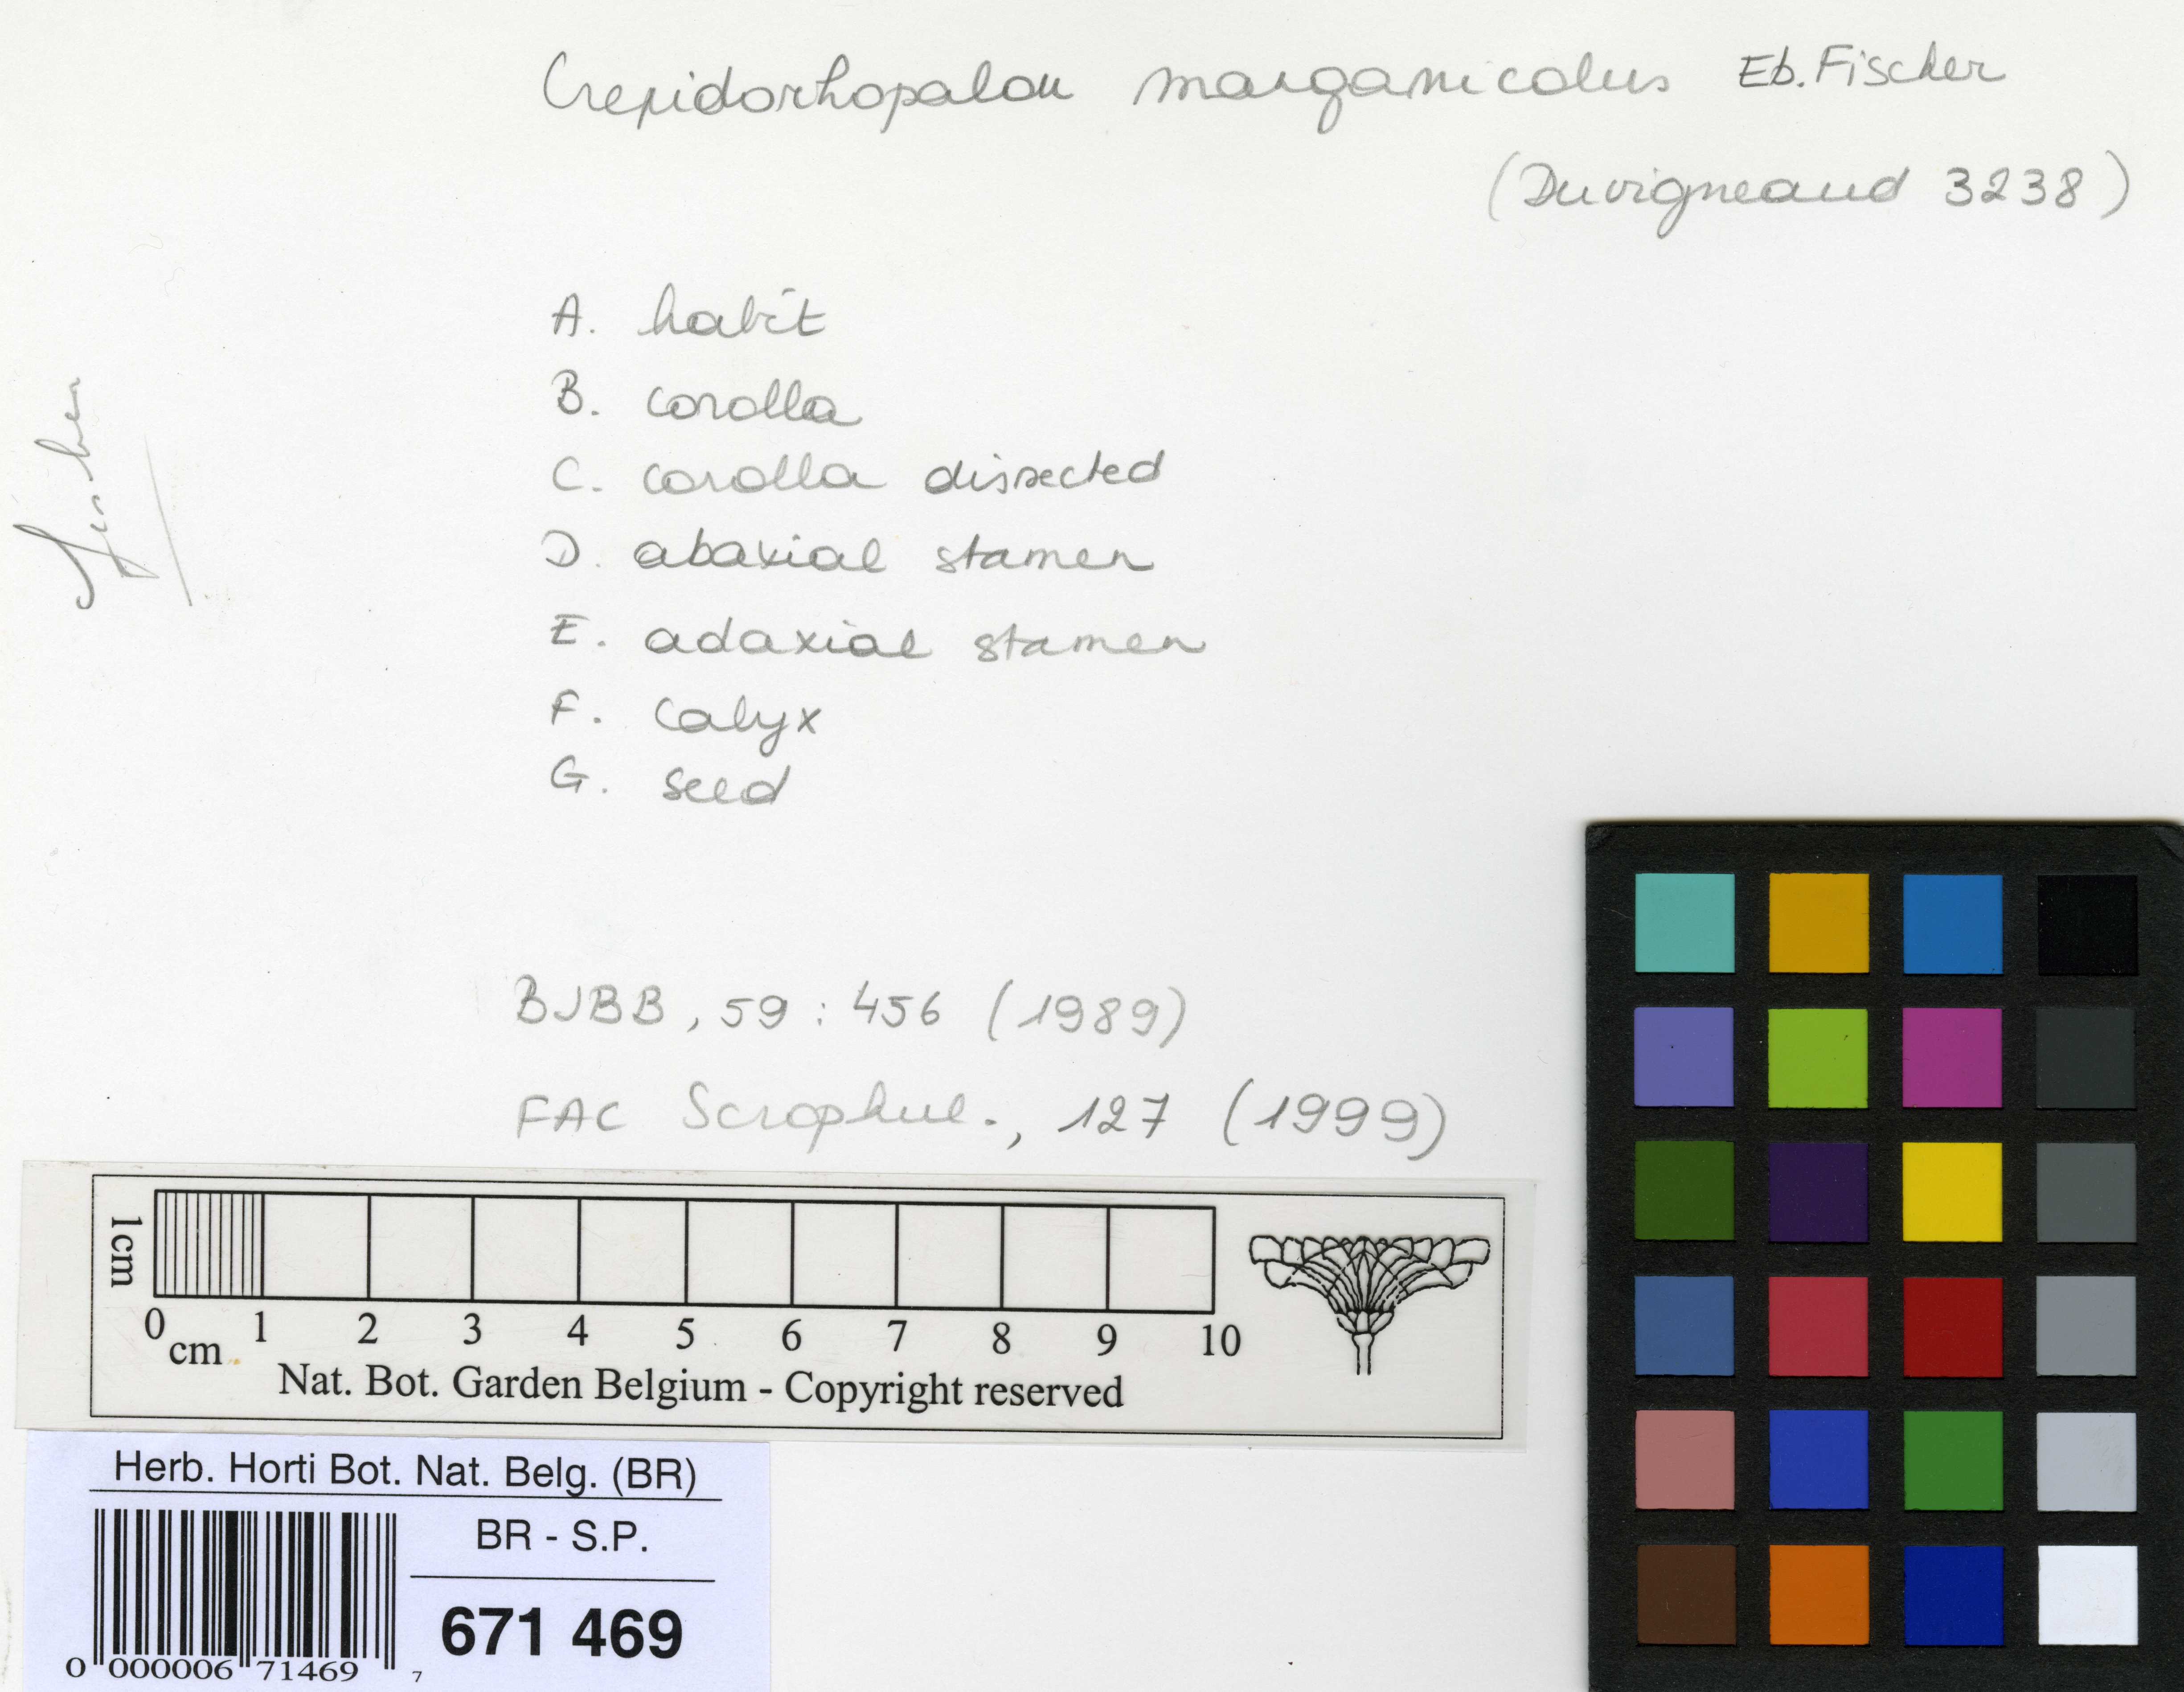 Crepidorhopalon manganicolus Eb. Fischer
(Duvigneaud 3238)
A. habit
B. corolla
C. corolla dissected
D. abaxial stamen
E. adaxial stamen
F. calyx
G. seed
BJBB, 59 : 456 (1989)
FAC Scrophul., 127 (1999)
1cm
0 1 2 3 4 5 6 7 8 9 10
cm
Nat. Bot. Garden Belgium - Copyright reserved
Herb. Horti Bot. Nat. Belg. (BR)
BR - S.P.
671 469
0 000006 71469 7